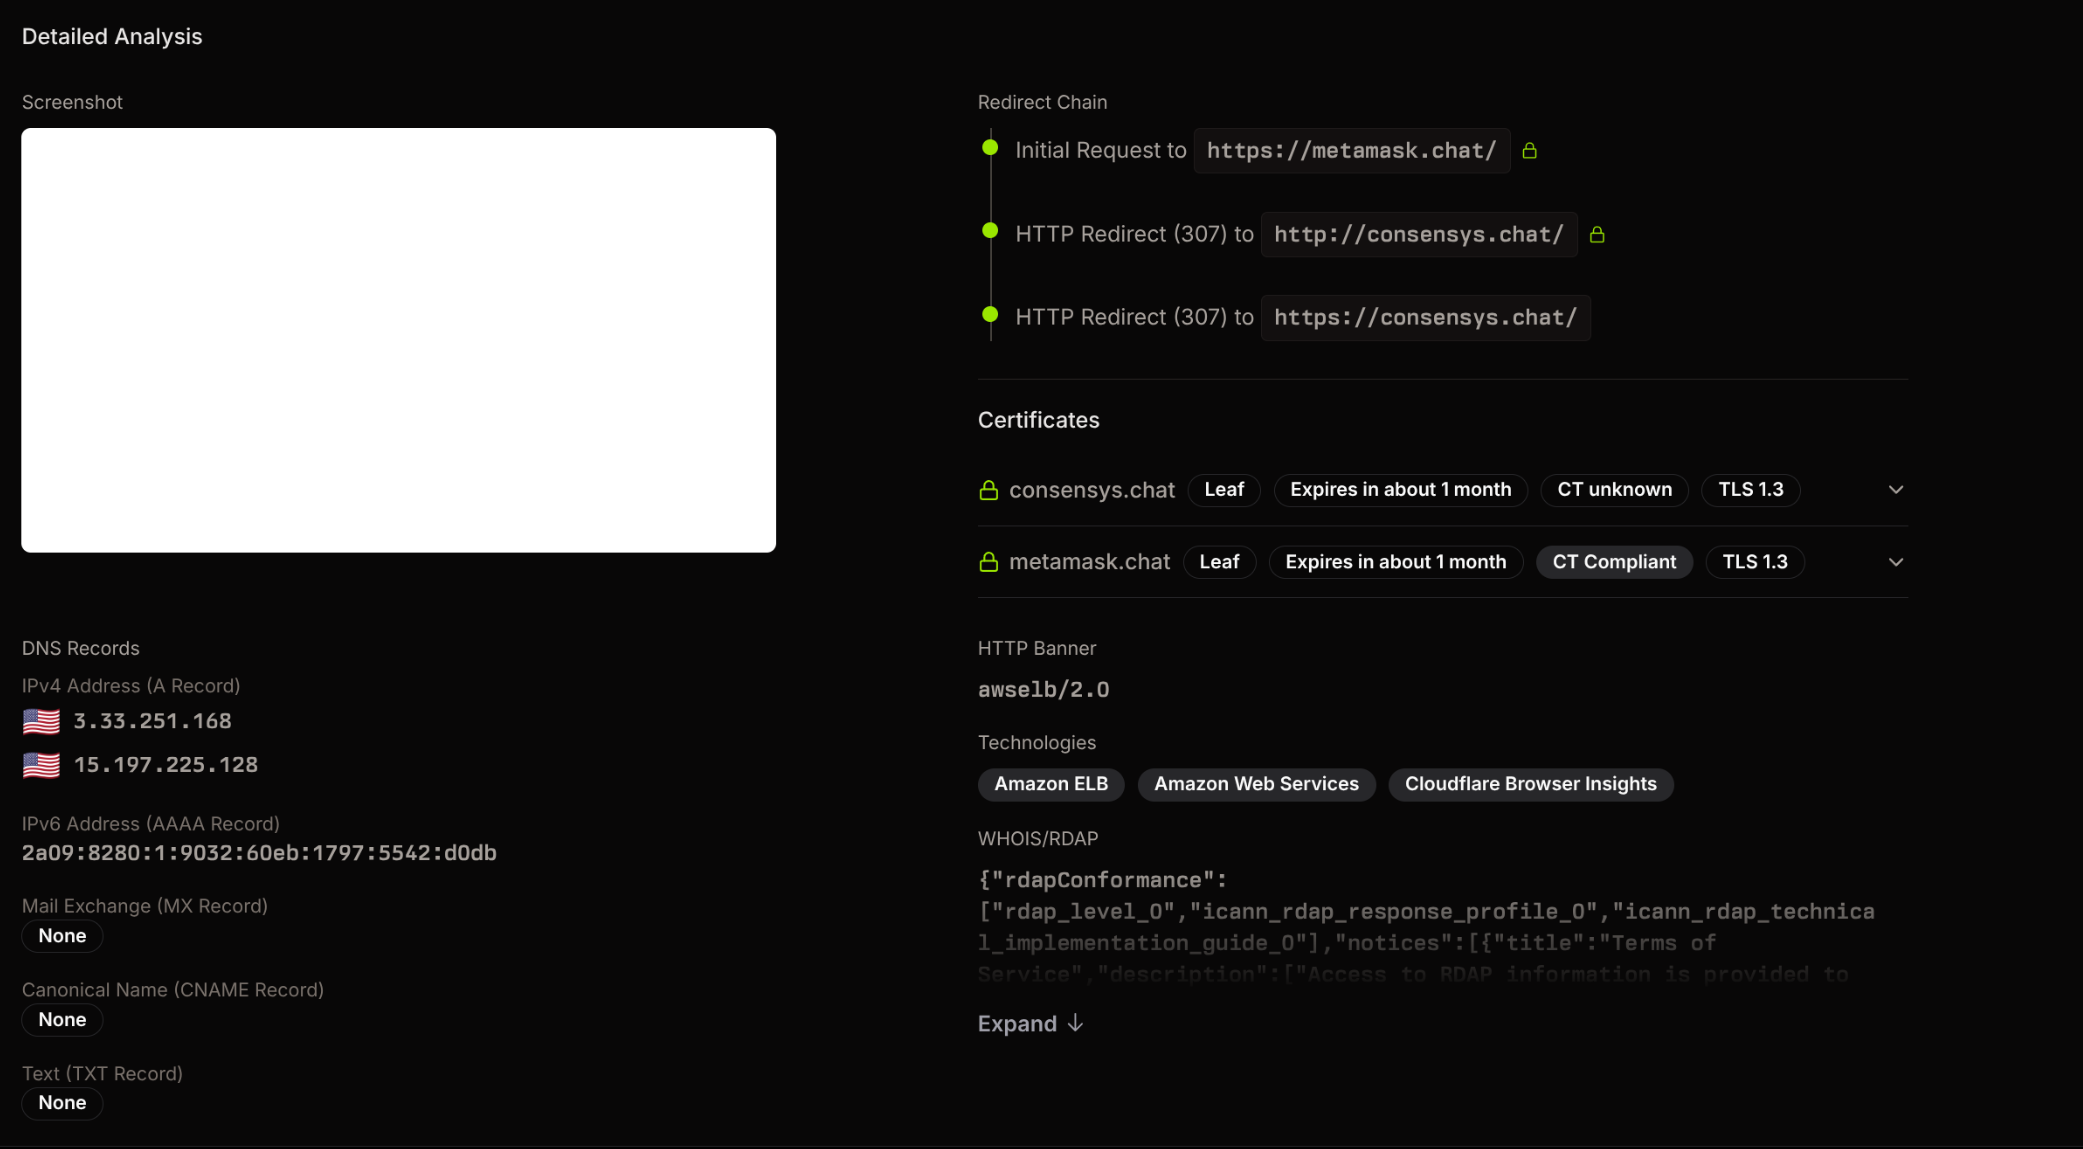 Detailed Analysis
Screenshot
Redirect Chain
Initial Request to https://metamask.chat/
HTTP Redirect (307) to http://consensys.chat/
HTTP Redirect (307) to https://consensys.chat/
Certificates
consensys.chat Leaf Expires in about 1 month CT unknown TLS 1.3
metamask.chat Leaf Expires in about 1 month CT Compliant TLS 1.3
DNS Records
IPv4 Address (A Record)
3.33.251.168
15.197.225.128
IPv6 Address (AAAA Record)
2a09:8280:1:9032:60eb:1797:5542:d0db
Mail Exchange (MX Record)
None
Canonical Name (CNAME Record)
None
Text (TXT Record)
None
HTTP Banner
awselb/2.0
Technologies
Amazon ELB Amazon Web Services Cloudflare Browser Insights
WHOIS/RDAP
{"rdapConformance":
["rdap_level_0","icann_rdap_response_profile_0","icann_rdap_technica
l_implementation_guide_0"],"notices":[{"title":"Terms of
Service","description":["Access to RDAP information is provided to
Expand ↓